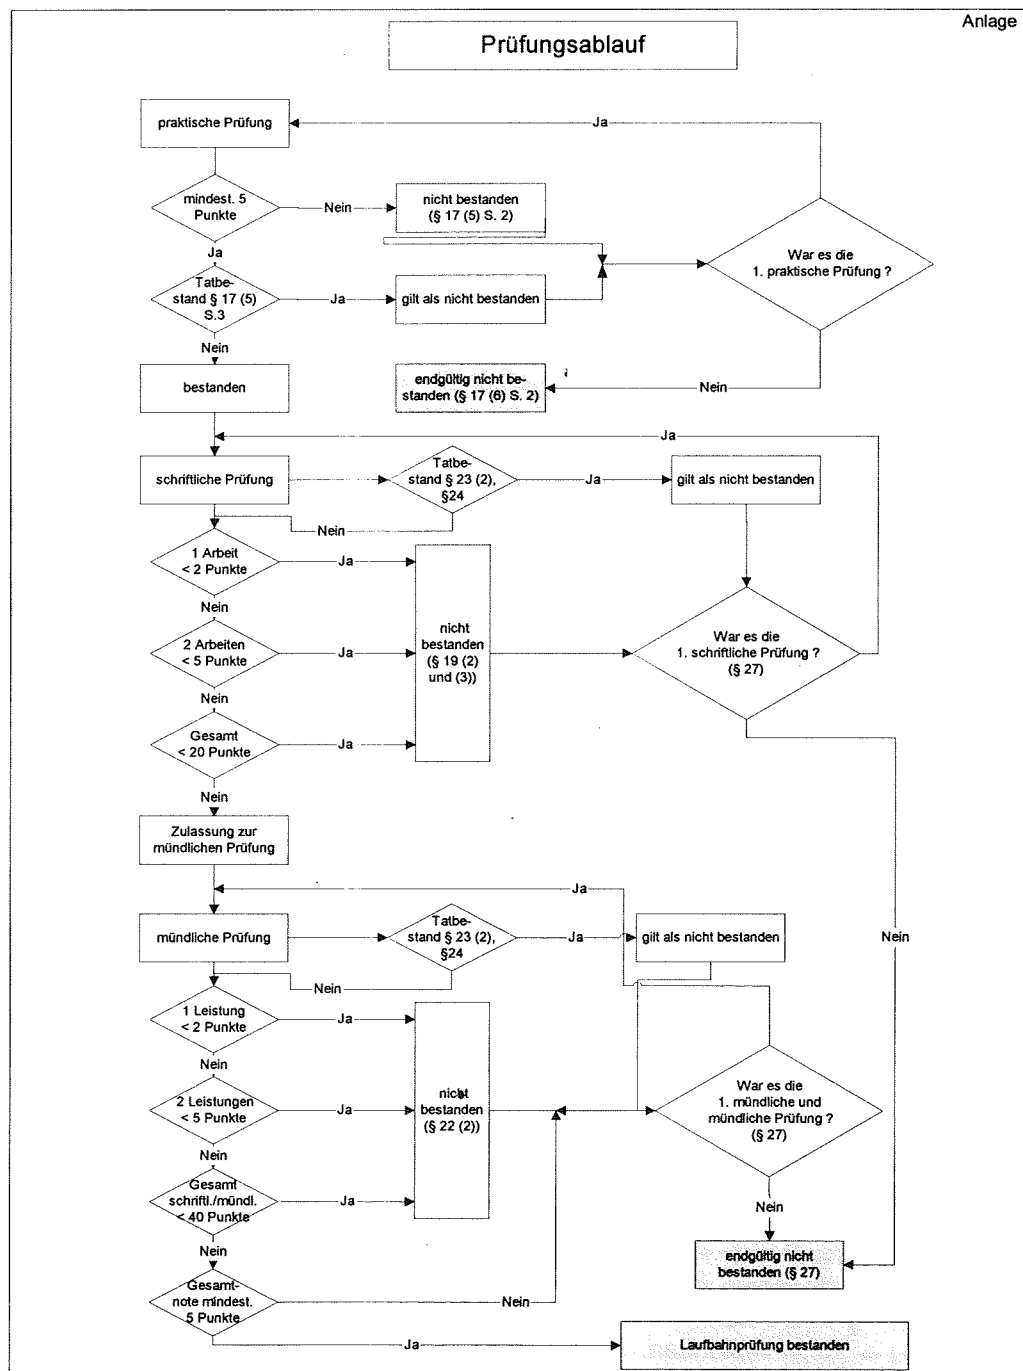 Anlage
Prüfungsablauf
praktische Prüfung
Ja
mindest. 5
Punkte
Nein
nicht bestanden
(§ 17 (5) S. 2)
Ja
War es die
1. praktische Prüfung ?
Tatbe-
stand § 17 (5)
S.3
Ja
gilt als nicht bestanden
Nein
bestanden
endgültig nicht be-
standen (§ 17 (6) S. 2)
Nein
Ja
schriftliche Prüfung
Tatbe-
stand § 23 (2),
§24
Ja
gilt als nicht bestanden
Nein
1 Arbeit
< 2 Punkte
Ja
Nein
2 Arbeiten
< 5 Punkte
Ja
nicht
bestanden
(§ 19 (2)
und (3))
War es die
1. schriftliche Prüfung ?
(§ 27)
Nein
Gesamt
< 20 Punkte
Ja
Nein
Zulassung zur
mündlichen Prüfung
Ja
mündliche Prüfung
Tatbe-
stand § 23 (2),
§24
Ja
gilt als nicht bestanden
Nein
Nein
1 Leistung
< 2 Punkte
Ja
Nein
2 Leistungen
< 5 Punkte
Ja
nicht
bestanden
(§ 22 (2))
War es die
1. mündliche und
mündliche Prüfung ?
(§ 27)
Nein
Gesamt
schriftl./mündl.
< 40 Punkte
Ja
Nein
Nein
endgültig nicht
bestanden (§ 27)
Gesamt-
note mindest.
5 Punkte
Nein
Ja
Laufbahnprüfung bestanden